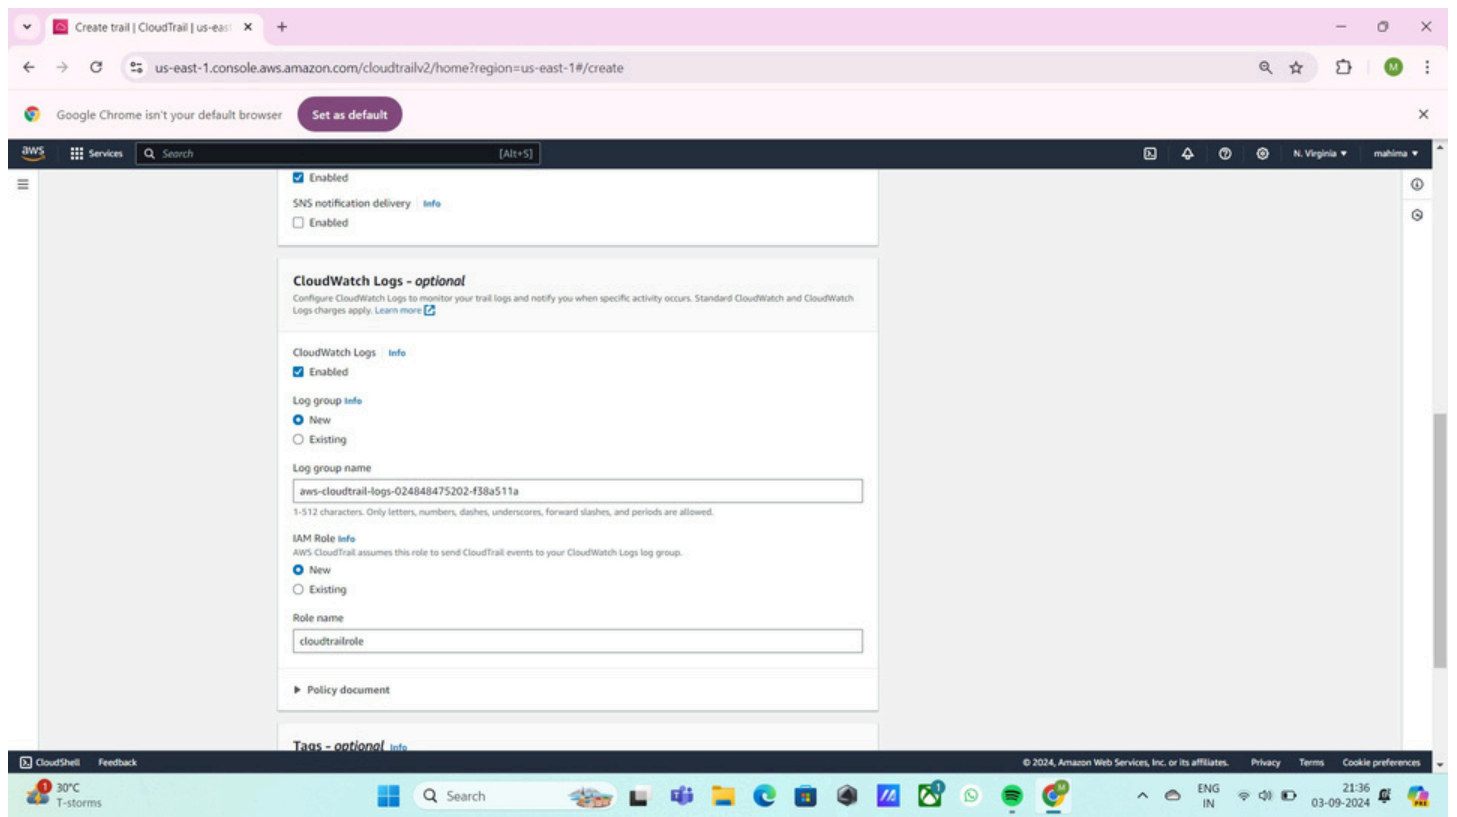 Create trail | CloudTrail | us-eas
us-east-1.console.aws.amazon.com/cloudtrailv2/home?region=us-east-1#/create
M
Google Chrome isn't your default browser
Set as default
aws
Services
Search
[Alt+S]
N. Virginia
mahima
Enabled
SNS notification delivery Info
Enabled
CloudWatch Logs - optional
Configure CloudWatch Logs to monitor your trail logs and notify you when specific activity occurs. Standard CloudWatch and CloudWatch
Logs charges apply. Learn more
CloudWatch Logs Info
Enabled
Log group Info
New
Existing
Log group name
aws-cloudtrail-logs-024848475202-f38a511a
1-512 characters. Only letters, numbers, dashes, underscores, forward slashes, and periods are allowed.
IAM Role Info
AWS CloudTrail assumes this role to send CloudTrail events to your CloudWatch Logs log group.
New
Existing
Role name
cloudtrailrole
Policy document
Tags - optional Info
CloudShell Feedback
© 2024, Amazon Web Services, Inc. or its affiliates. Privacy Terms Cookie preferences
1
30°C
T-storms
Search
1
M
ENG
IN
21:36
03-09-2024
PRE